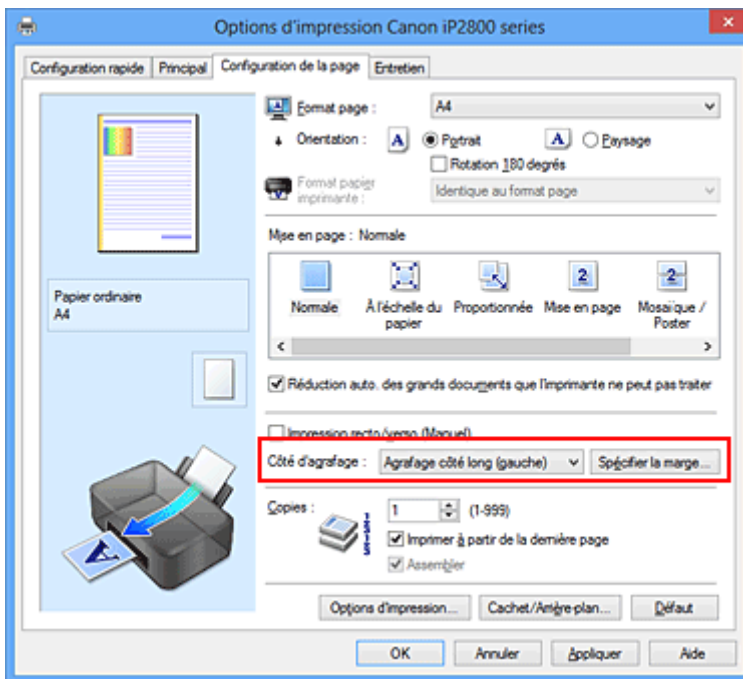 Options d'impression Canon iP2800 series
Configuration rapide Principal Configuration de la page Entretien
Format page : A4
Orientation : A Portrait A Paysage
Rotation 180 degrés
Format papier
imprimante : Identique au format page
Mise en page : Normale
Normale À l'échelle du papier Proportionnée Mise en page Mosaïque / Poster
Papier ordinaire
A4
Réduction auto. des grands documents que l'imprimante ne peut pas traiter
Impression recto/verso (Manuel)
Côté d'agrafage : Agrafage côté long (gauche) Spécifier la marge...
Copies : 1 (1-999)
Imprimer à partir de la dernière page
Assembler
Options d'impression... Cachet/Arrière-plan... Défaut
OK Annuler Appliquer Aide